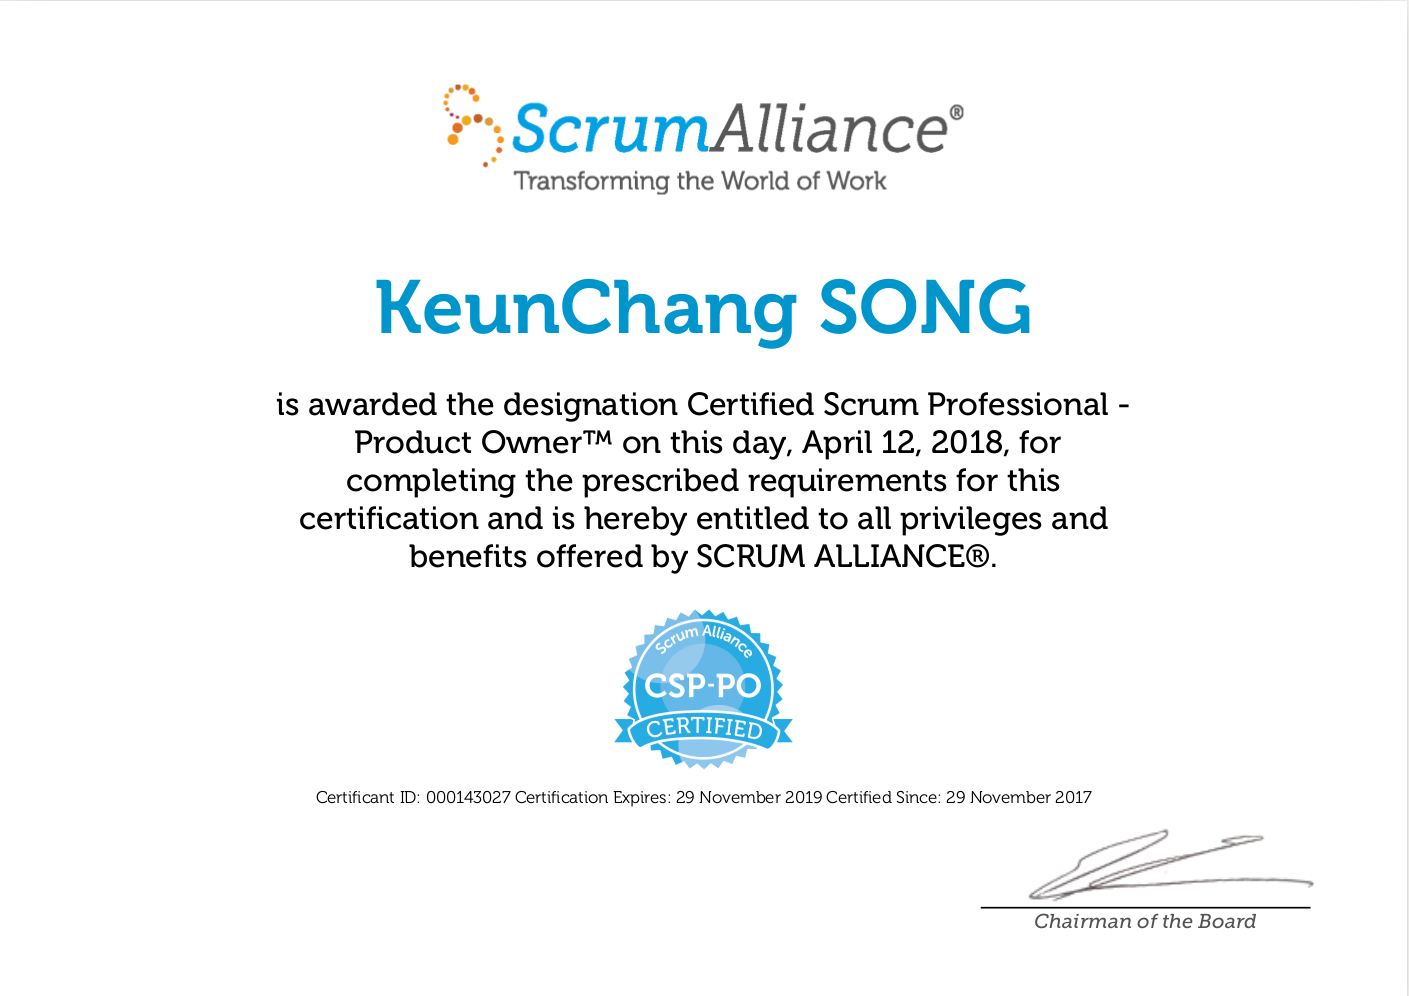 ScrumAlliance®
Transforming the World of Work
KeunChang SONG
is awarded the designation Certified Scrum Professional -
Product Owner™ on this day, April 12, 2018, for
completing the prescribed requirements for this
certification and is hereby entitled to all privileges and
benefits offered by SCRUM ALLIANCE®.
Scrum Alliance
CSP-PO
CERTIFIED
Certificant ID: 000143027 Certification Expires: 29 November 2019 Certified Since: 29 November 2017
Chairman of the Board